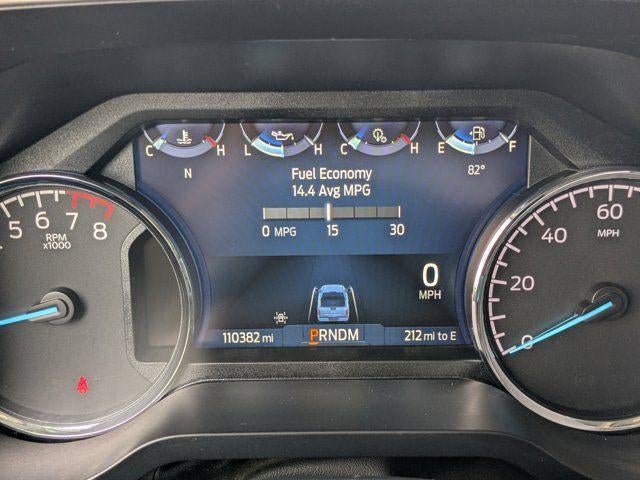 C H L H C H E F
N Fuel Economy 82°
14.4 Avg MPG
0 MPG 15 30
0
MPH
110382 mi PRNDM 212 mi to E
5 6 7 8
RPM
x1000
0 20 40 60
MPH